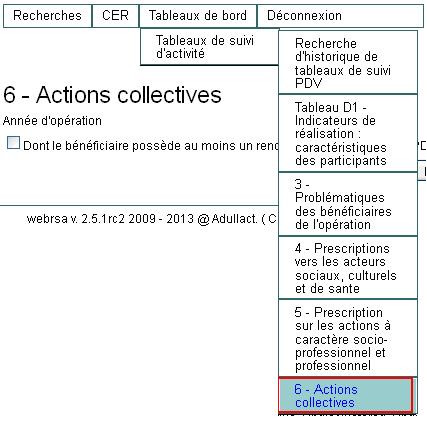 Recherches CER Tableaux de bord Déconnexion
Tableaux de suivi
d'activité
Recherche
d'historique de
tableaux de suivi
PDV
Tableau D1 -
Indicateurs de
réalisation :
caractéristiques
des participants
3 -
Problématiques
des bénéficiaires
de l'opération
4 - Prescriptions
vers les acteurs
sociaux, culturels
et de sante
5 - Prescription
sur les actions à
caractère socio-
professionnel et
professionnel
6 - Actions
collectives
6 - Actions collectives
Année d'opération
Dont le bénéficiaire possède au moins un
webrsa v. 2.5.1rc2 2009 - 2013 @ Adullact. ( C